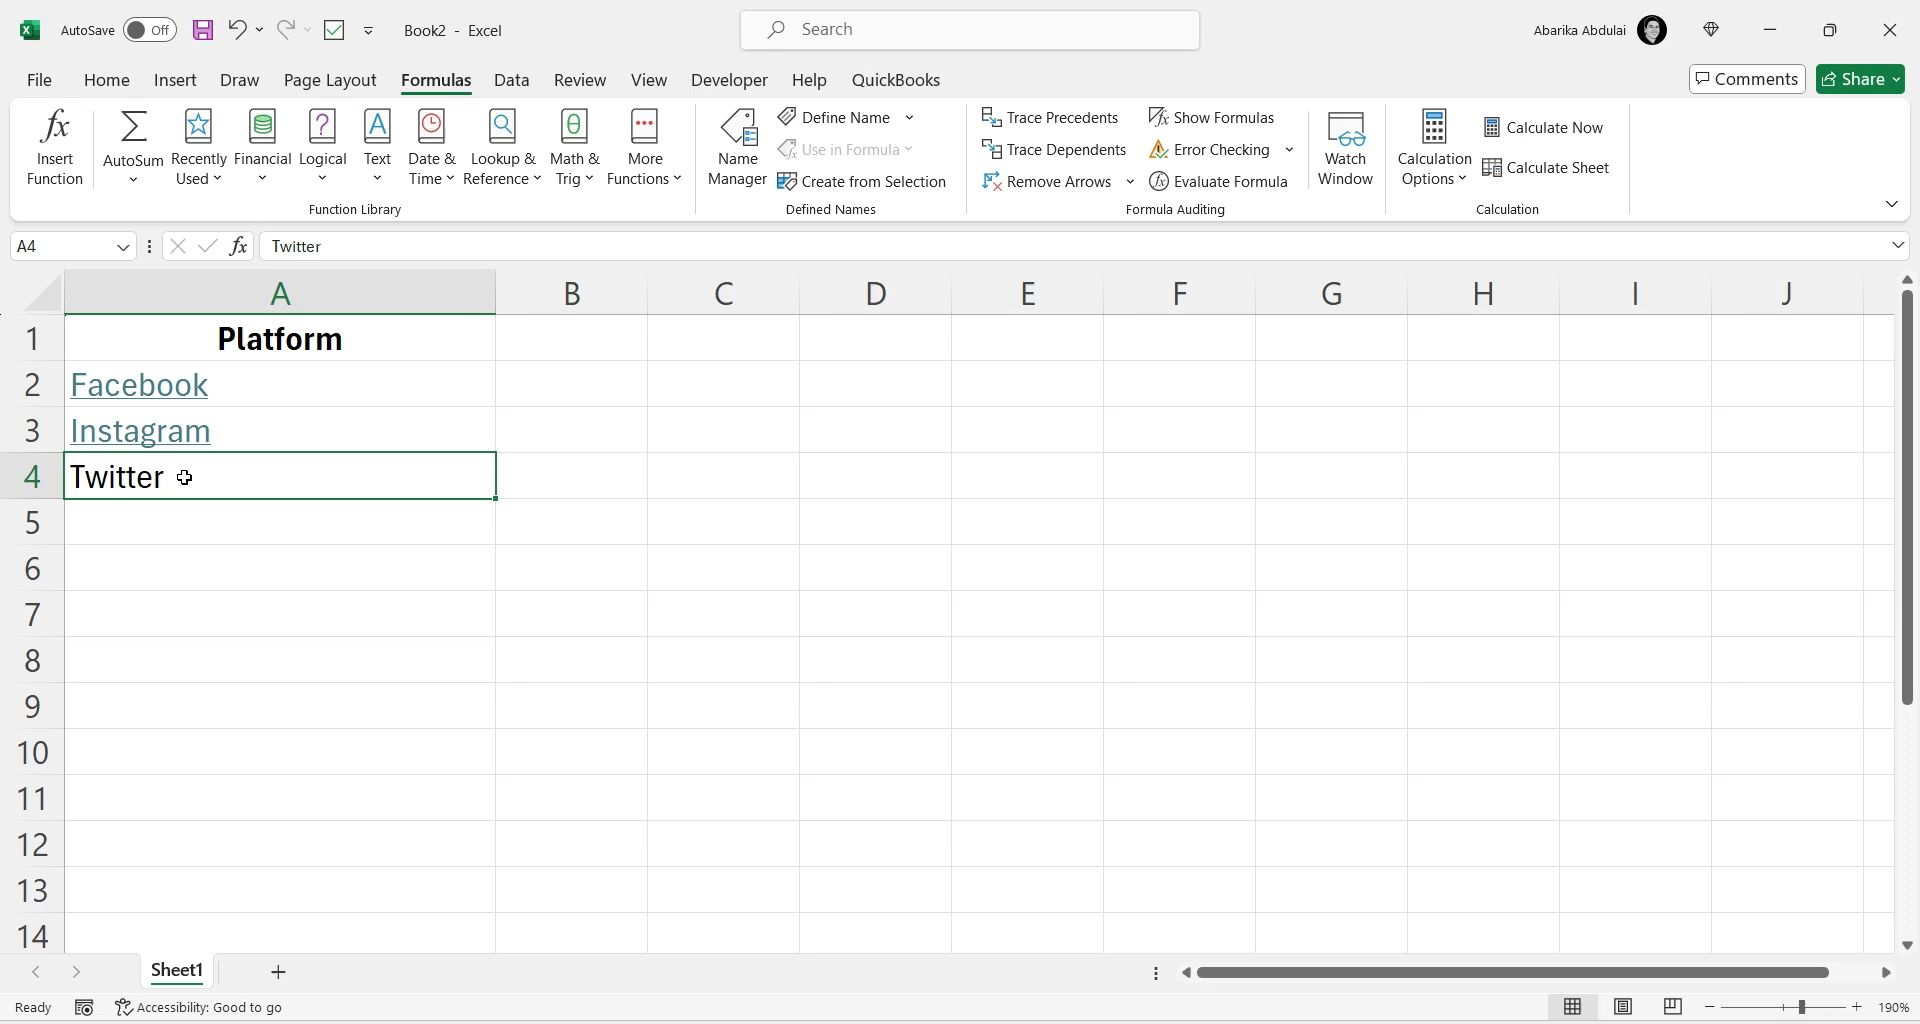 AutoSave Off Book2 - Excel Search Abarika Abdulai
File Home Insert Draw Page Layout Formulas Data Review View Developer Help QuickBooks Comments Share
Insert Function
AutoSum
Recently Used
Financial
Logical
Text
Date & Time
Lookup & Reference
Math & Trig
More Functions
Function Library
Name Manager
Define Name
Use in Formula
Create from Selection
Defined Names
Trace Precedents
Trace Dependents
Remove Arrows
Show Formulas
Error Checking
Evaluate Formula
Formula Auditing
Watch Window
Calculation Options
Calculate Now
Calculate Sheet
Calculation
A4 fx Twitter
A B C D E F G H I J
1 Platform
2 Facebook
3 Instagram
4 Twitter
5
6
7
8
9
10
11
12
13
14
Sheet1
Ready Accessibility: Good to go 190%